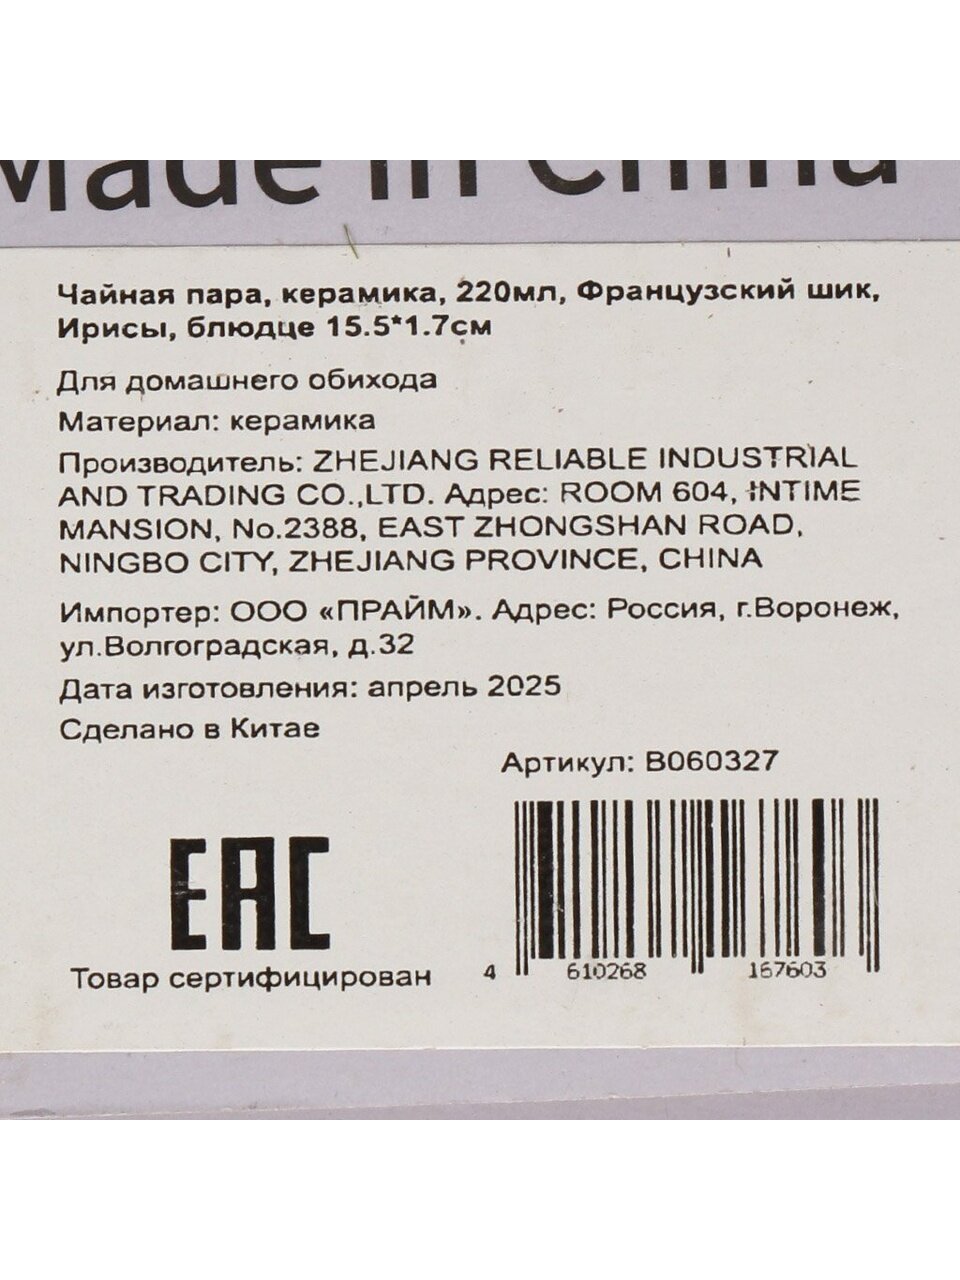 Made in China
Чайная пара, керамика, 220мл, Французский шик,
Ирисы, блюдце 15.5*1.7см
Для домашнего обихода
Материал: керамика
Производитель: ZHEJIANG RELIABLE INDUSTRIAL
AND TRADING CO.,LTD. Адрес: ROOM 604, INTIME
MANSION, No.2388, EAST ZHONGSHAN ROAD,
NINGBO CITY, ZHEJIANG PROVINCE, CHINA
Импортер: ООО «ПРАЙМ». Адрес: Россия, г.Воронеж,
ул.Волгоградская, д.32
Дата изготовления: апрель 2025
Сделано в Китае
Артикул: B060327
EAC
Товар сертифицирован
4 610268 167603